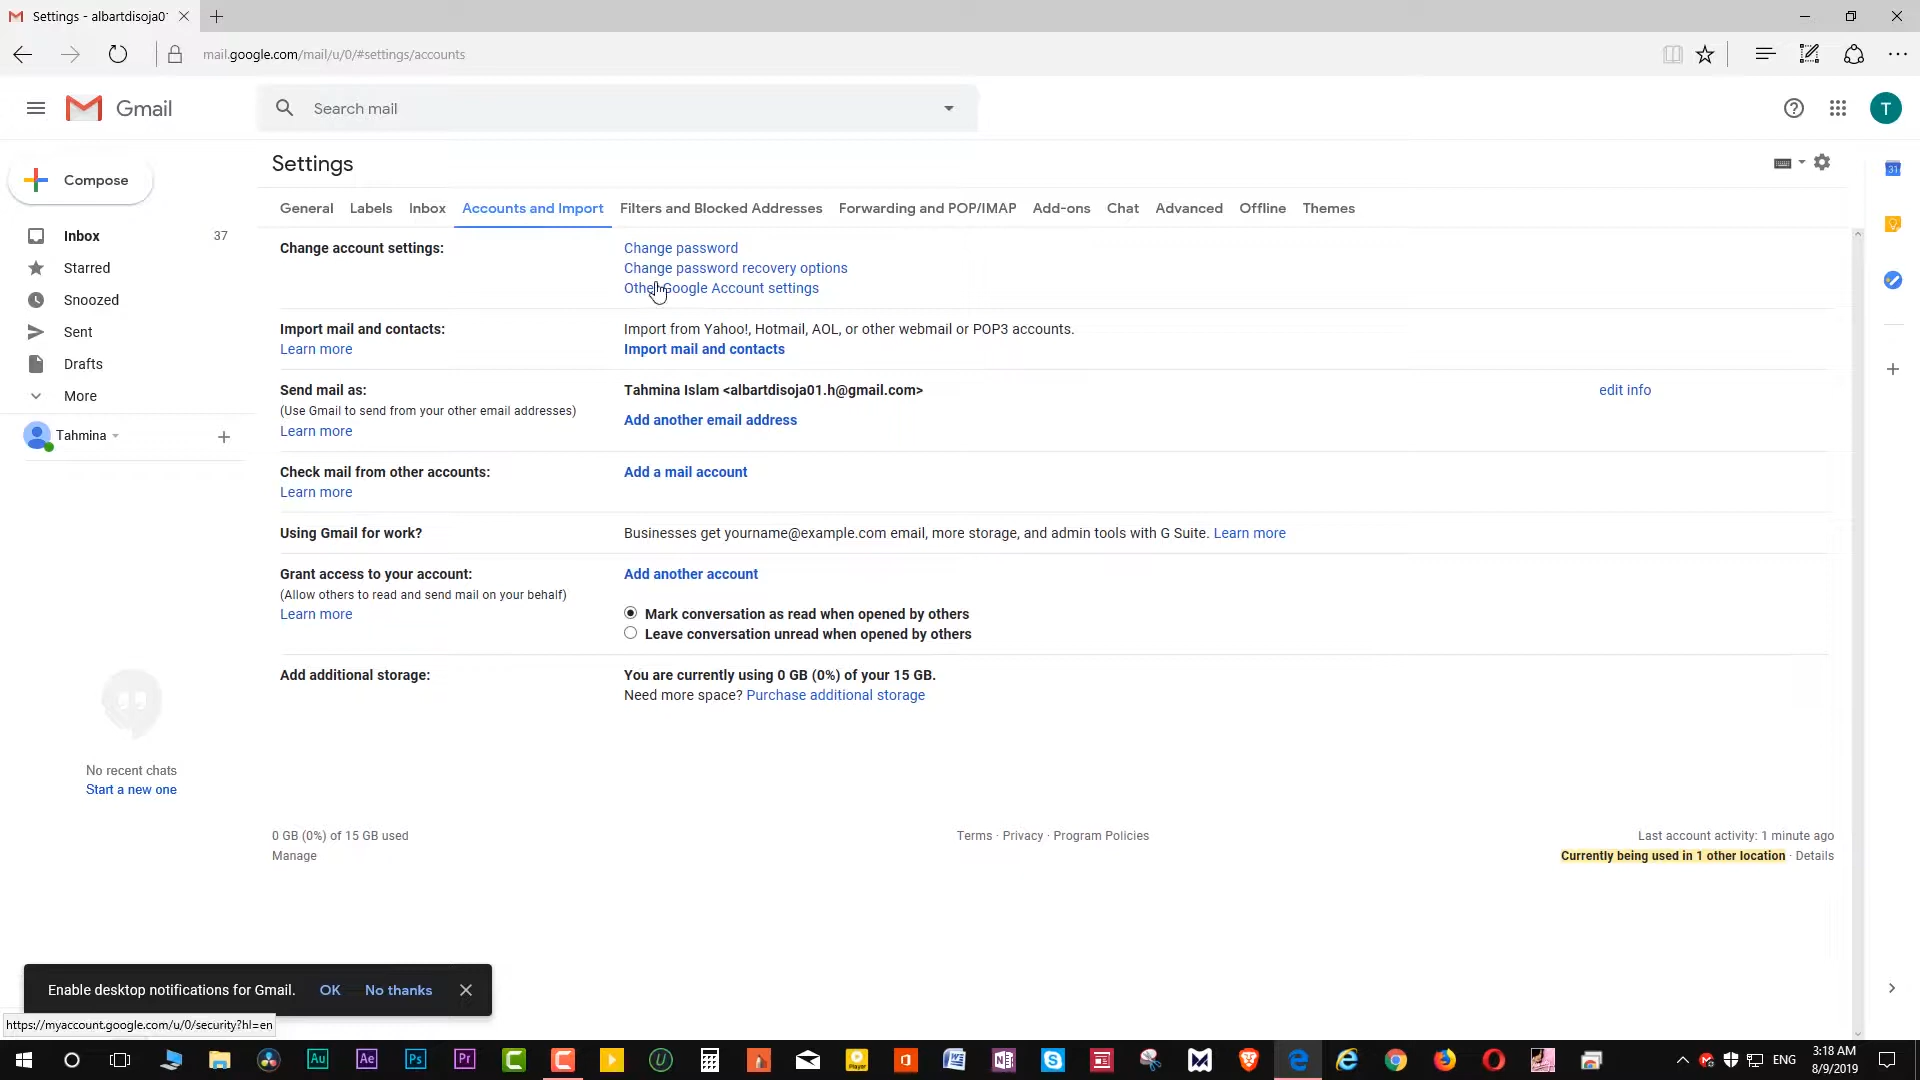 Settings - albartdisoja01
mail.google.com/mail/u/0/#settings/accounts
Gmail
Search mail
T
Compose
Settings
31
General Labels Inbox Accounts and Import Filters and Blocked Addresses Forwarding and POP/IMAP Add-ons Chat Advanced Offline Themes
Inbox 37
Starred
Snoozed
Sent
Drafts
More
Tahmina
Change account settings: Change password
Change password recovery options
Other Google Account settings
Import mail and contacts: Import from Yahoo!, Hotmail, AOL, or other webmail or POP3 accounts.
Learn more Import mail and contacts
Send mail as: Tahmina Islam <albartdisoja01.h@gmail.com> edit info
(Use Gmail to send from your other email addresses) Add another email address
Learn more
Check mail from other accounts: Add a mail account
Learn more
Using Gmail for work? Businesses get yourname@example.com email, more storage, and admin tools with G Suite. Learn more
Grant access to your account: Add another account
(Allow others to read and send mail on your behalf)
Learn more Mark conversation as read when opened by others
Leave conversation unread when opened by others
Add additional storage: You are currently using 0 GB (0%) of your 15 GB.
Need more space? Purchase additional storage
No recent chats
Start a new one
0 GB (0%) of 15 GB used Terms · Privacy · Program Policies Last account activity: 1 minute ago
Manage Currently being used in 1 other location · Details
Enable desktop notifications for Gmail. OK No thanks
https://myaccount.google.com/u/0/security?hl=en
Au Ae Ps Pr Player ENG 3:18 AM
8/9/2019